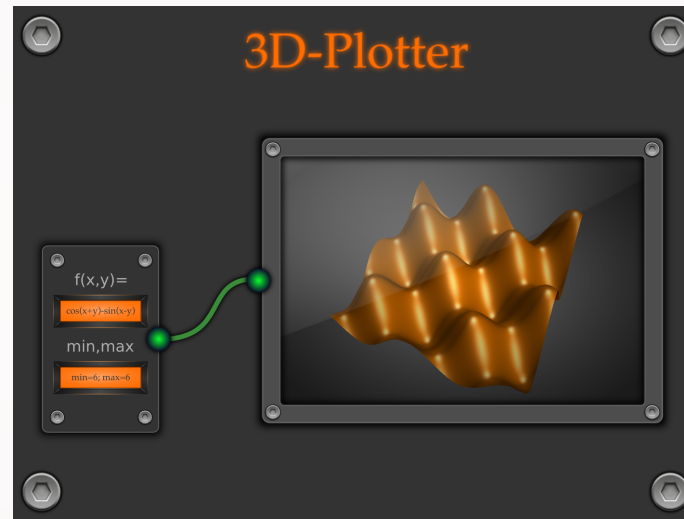 3D-Plotter
f(x,y)=
cos(x+y)-sin(x-y)
min,max
min=6; max=6